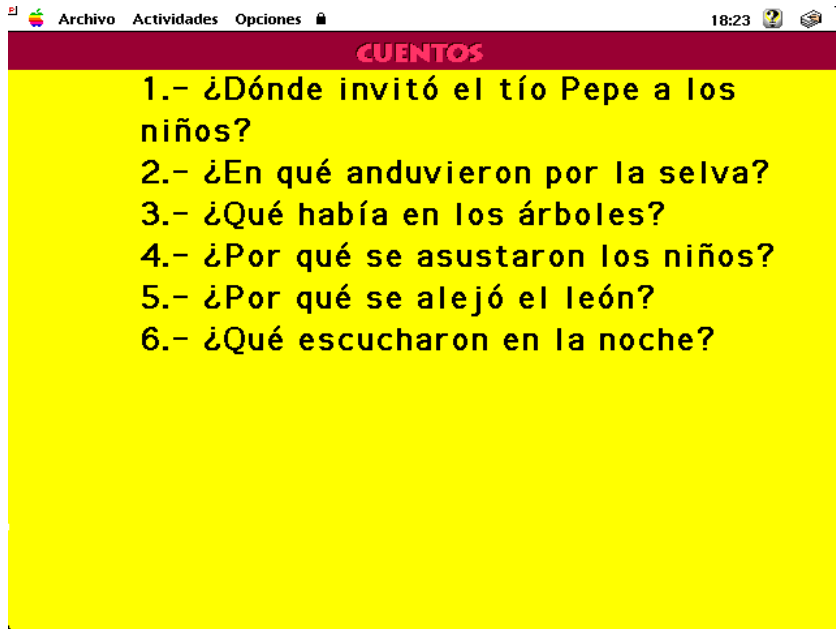 Archivo Actividades Opciones 18:23
CUENTOS
1.- ¿Dónde invitó el tío Pepe a los
niños?
2.- ¿En qué anduvieron por la selva?
3.- ¿Qué había en los árboles?
4.- ¿Por qué se asustaron los niños?
5.- ¿Por qué se alejó el león?
6.- ¿Qué escucharon en la noche?